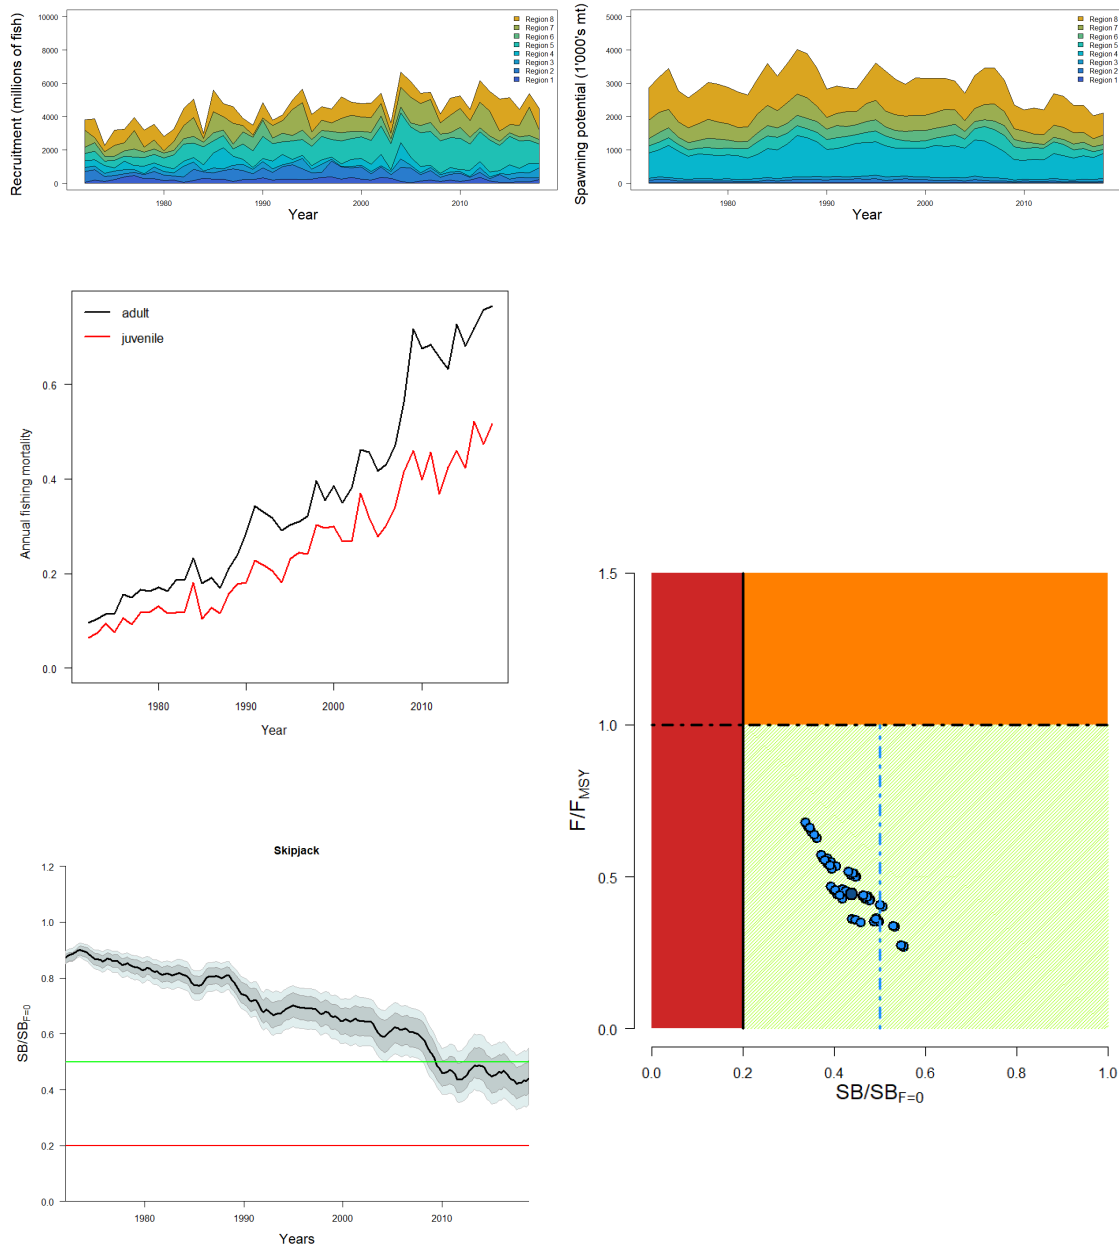 Recruitment (millions of fish)
10000
8000
6000
4000
2000
0
Region 8
Region 7
Region 6
Region 5
Region 4
Region 3
Region 2
Region 1
1980
1990
2000
2010
Year
Spawning potential (1'000's mt)
5000
4000
3000
2000
1000
0
Region 8
Region 7
Region 6
Region 5
Region 4
Region 3
Region 2
Region 1
1980
1990
2000
2010
Year
adult
juvenile
Annual fishing mortality
0.6
0.4
0.2
0.0
1980
1990
2000
2010
Year
F/FMSY
1.5
1.0
0.5
0.0
0.0
0.2
0.4
0.6
0.8
1.0
SB/SBF=0
Skipjack
SB/SBF=0
1.2
1.0
0.8
0.6
0.4
0.2
0.0
1980
1990
2000
2010
Years